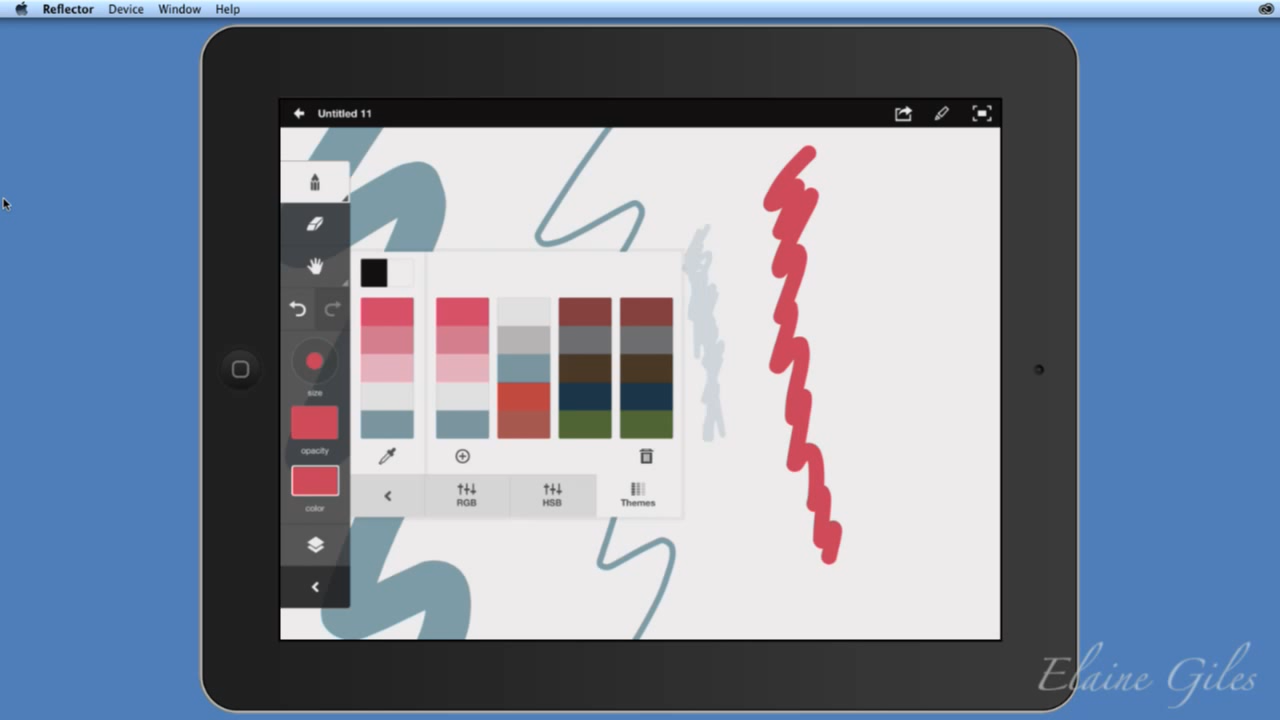 Reflector Device Window Help
Untitled 11
size
opacity
color
RGB
HSB
Themes
Elaine Giles